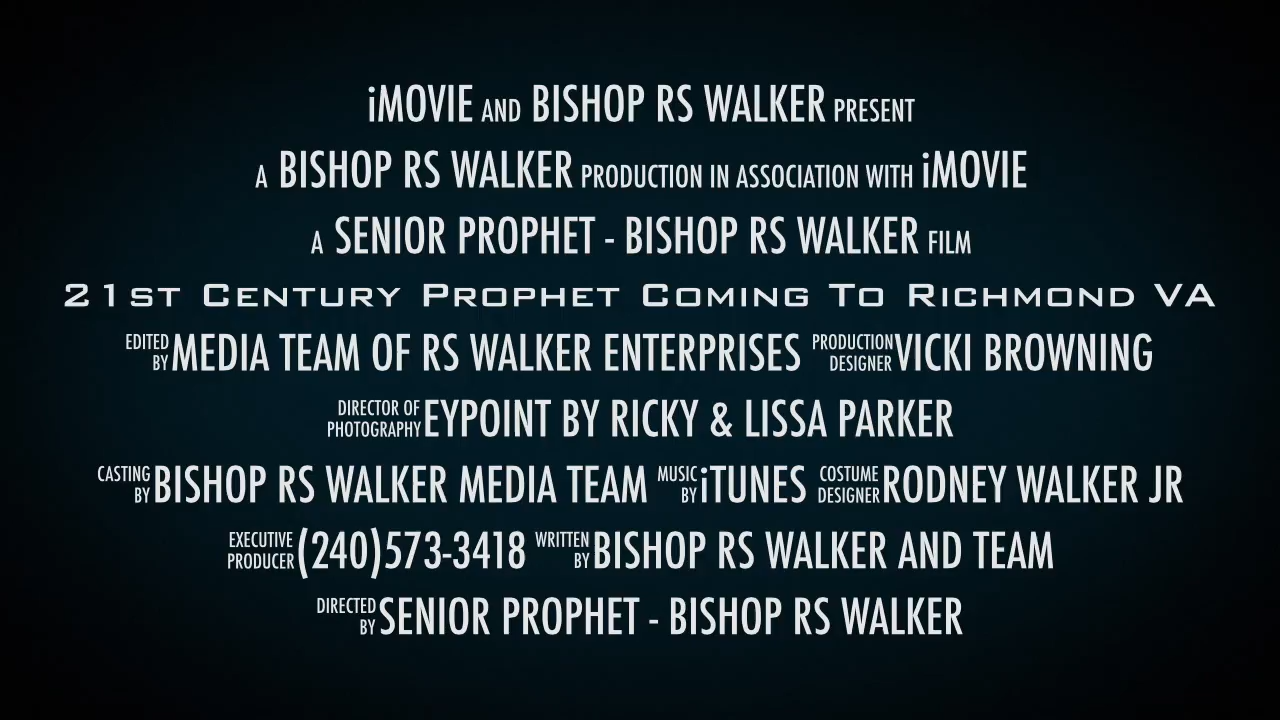 iMOVIE AND BISHOP RS WALKER PRESENT
A BISHOP RS WALKER PRODUCTION IN ASSOCIATION WITH iMOVIE
A SENIOR PROPHET - BISHOP RS WALKER FILM
21ST CENTURY PROPHET COMING TO RICHMOND VA
EDITED BY MEDIA TEAM OF RS WALKER ENTERPRISES PRODUCTION DESIGNER VICKI BROWNING
DIRECTOR OF PHOTOGRAPHY EYPOINT BY RICKY & LISSA PARKER
CASTING BY BISHOP RS WALKER MEDIA TEAM MUSIC BY iTUNES COSTUME DESIGNER RODNEY WALKER JR
EXECUTIVE PRODUCER (240)573-3418 WRITTEN BY BISHOP RS WALKER AND TEAM
DIRECTED BY SENIOR PROPHET - BISHOP RS WALKER